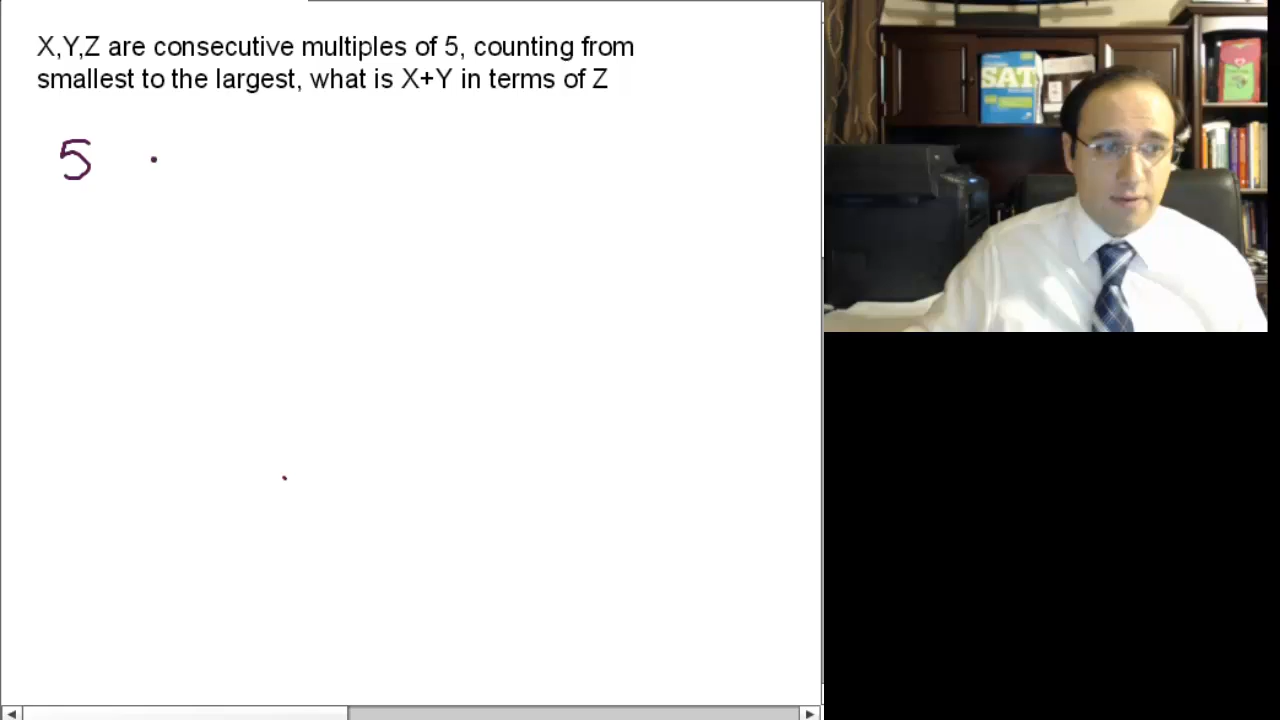 X,Y,Z are consecutive multiples of 5, counting from
smallest to the largest, what is X+Y in terms of Z
5
SAT